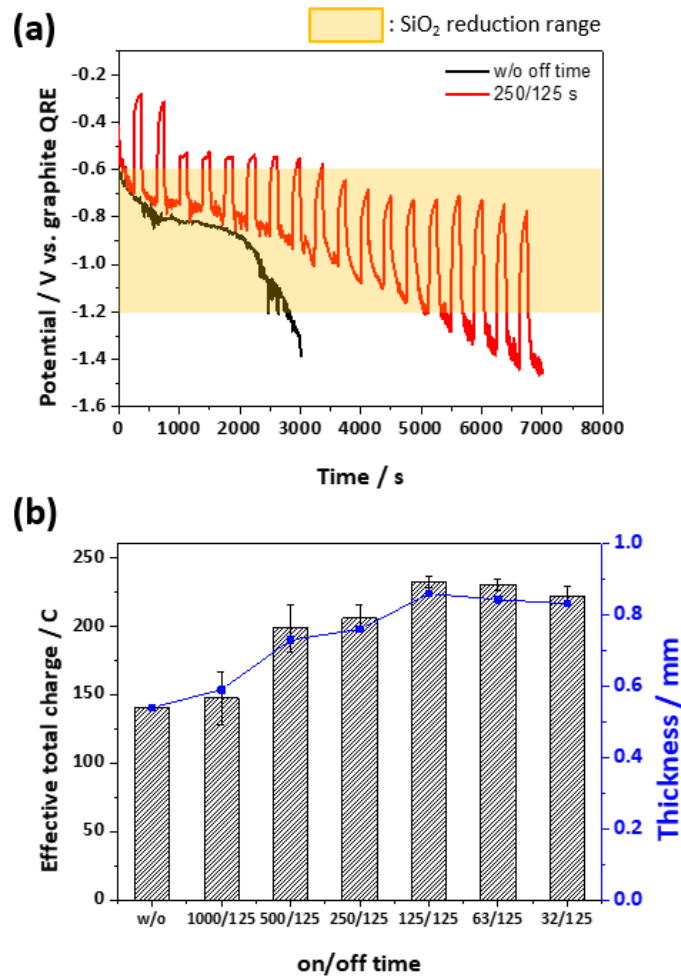 (a)
: SiO₂ reduction range
w/o off time
250/125 s
-0.2
-0.4
-0.6
-0.8
-1.0
-1.2
-1.4
-1.6
Potential / V vs. graphite QRE
0 1000 2000 3000 4000 5000 6000 7000 8000
Time / s
(b)
250
200
150
100
50
0
Effective total charge / C
1.0
0.8
0.6
0.4
0.2
0.0
Thickness / mm
w/o 1000/125 500/125 250/125 125/125 63/125 32/125
on/off time